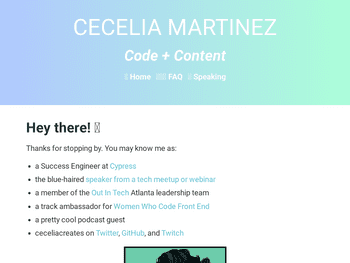 CECELIA MARTINEZ
Code + Content
Home FAQ Speaking
Hey there!
Thanks for stopping by. You may know me as:
a Success Engineer at Cypress
the blue-haired speaker from a tech meetup or webinar
a member of the Out In Tech Atlanta leadership team
a track ambassador for Women Who Code Front End
a pretty cool podcast guest
ceceliacreates on Twitter, GitHub, and Twitch